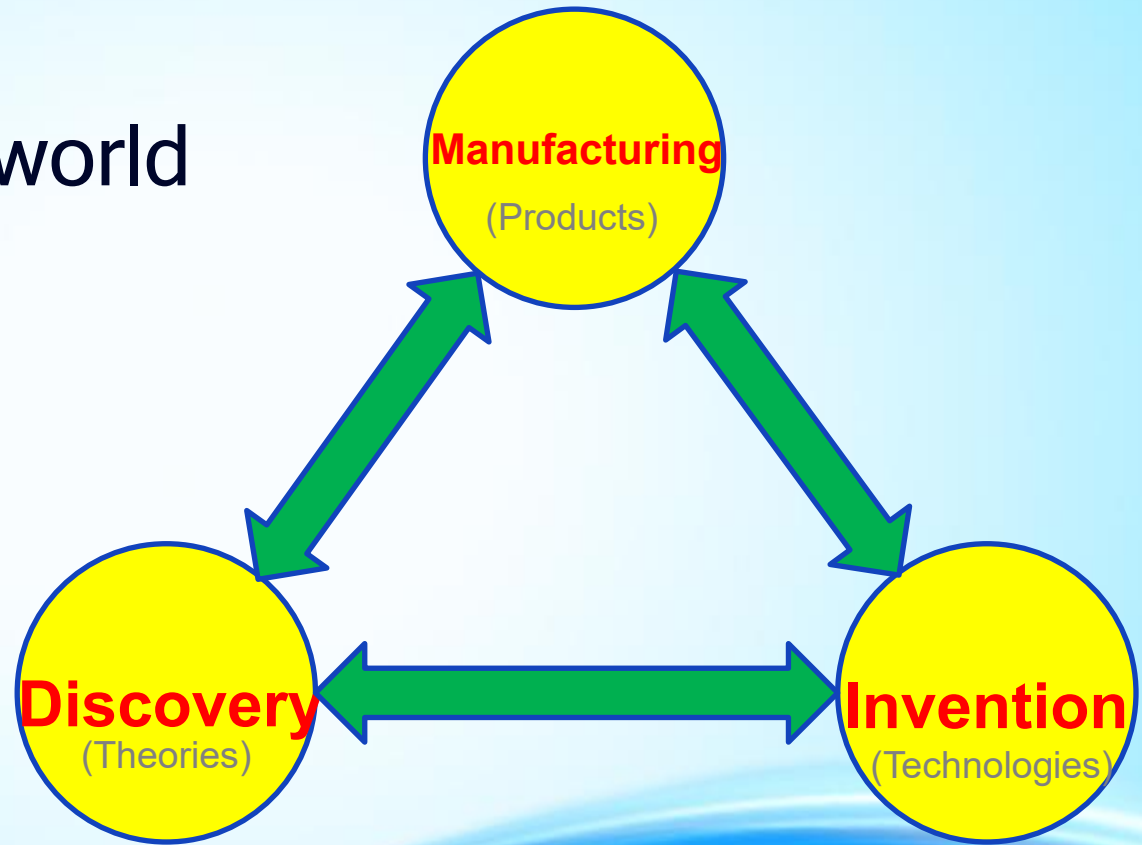 world
Manufacturing
(Products)
Discovery
(Theories)
Invention
(Technologies)